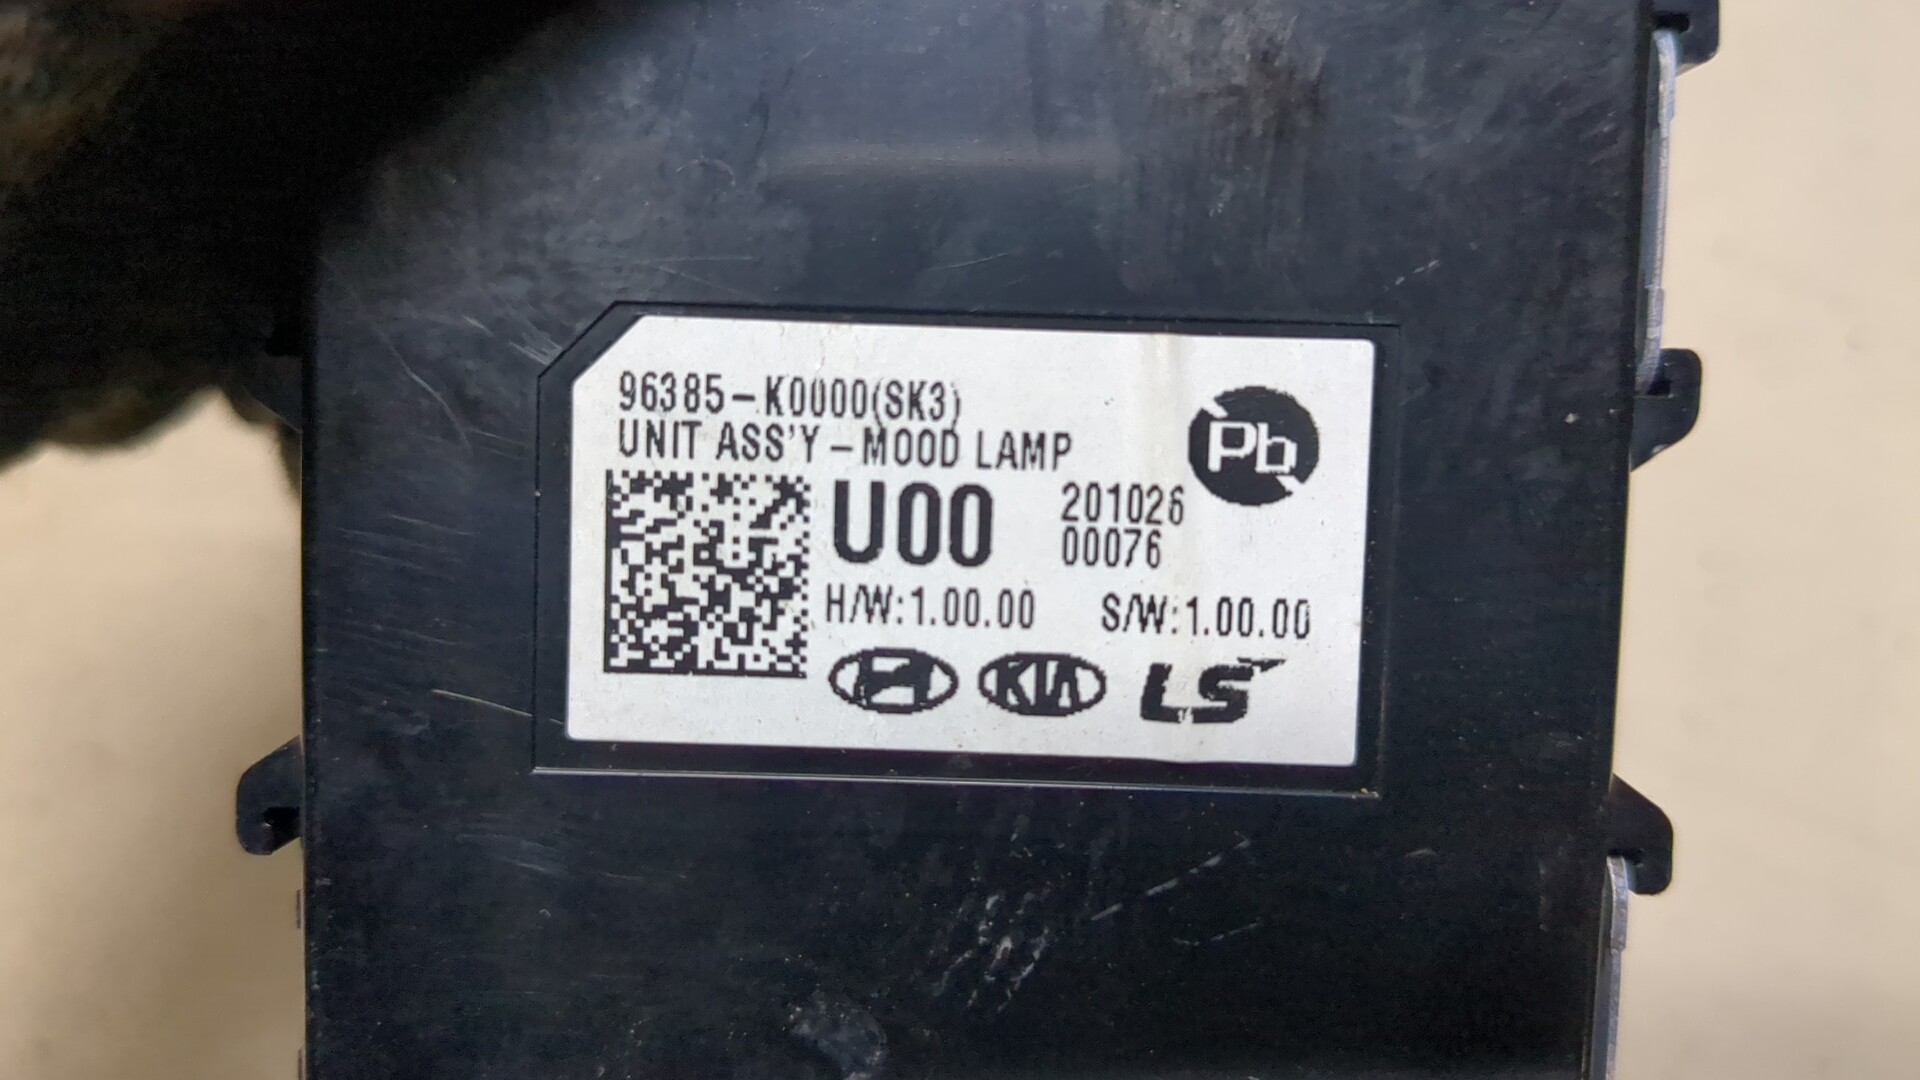 96385-K0000(SK3)
UNIT ASS'Y-MOOD LAMP
Pb
U00
201026
00076
H/W:1.00.00 S/W:1.00.00
KIA LS